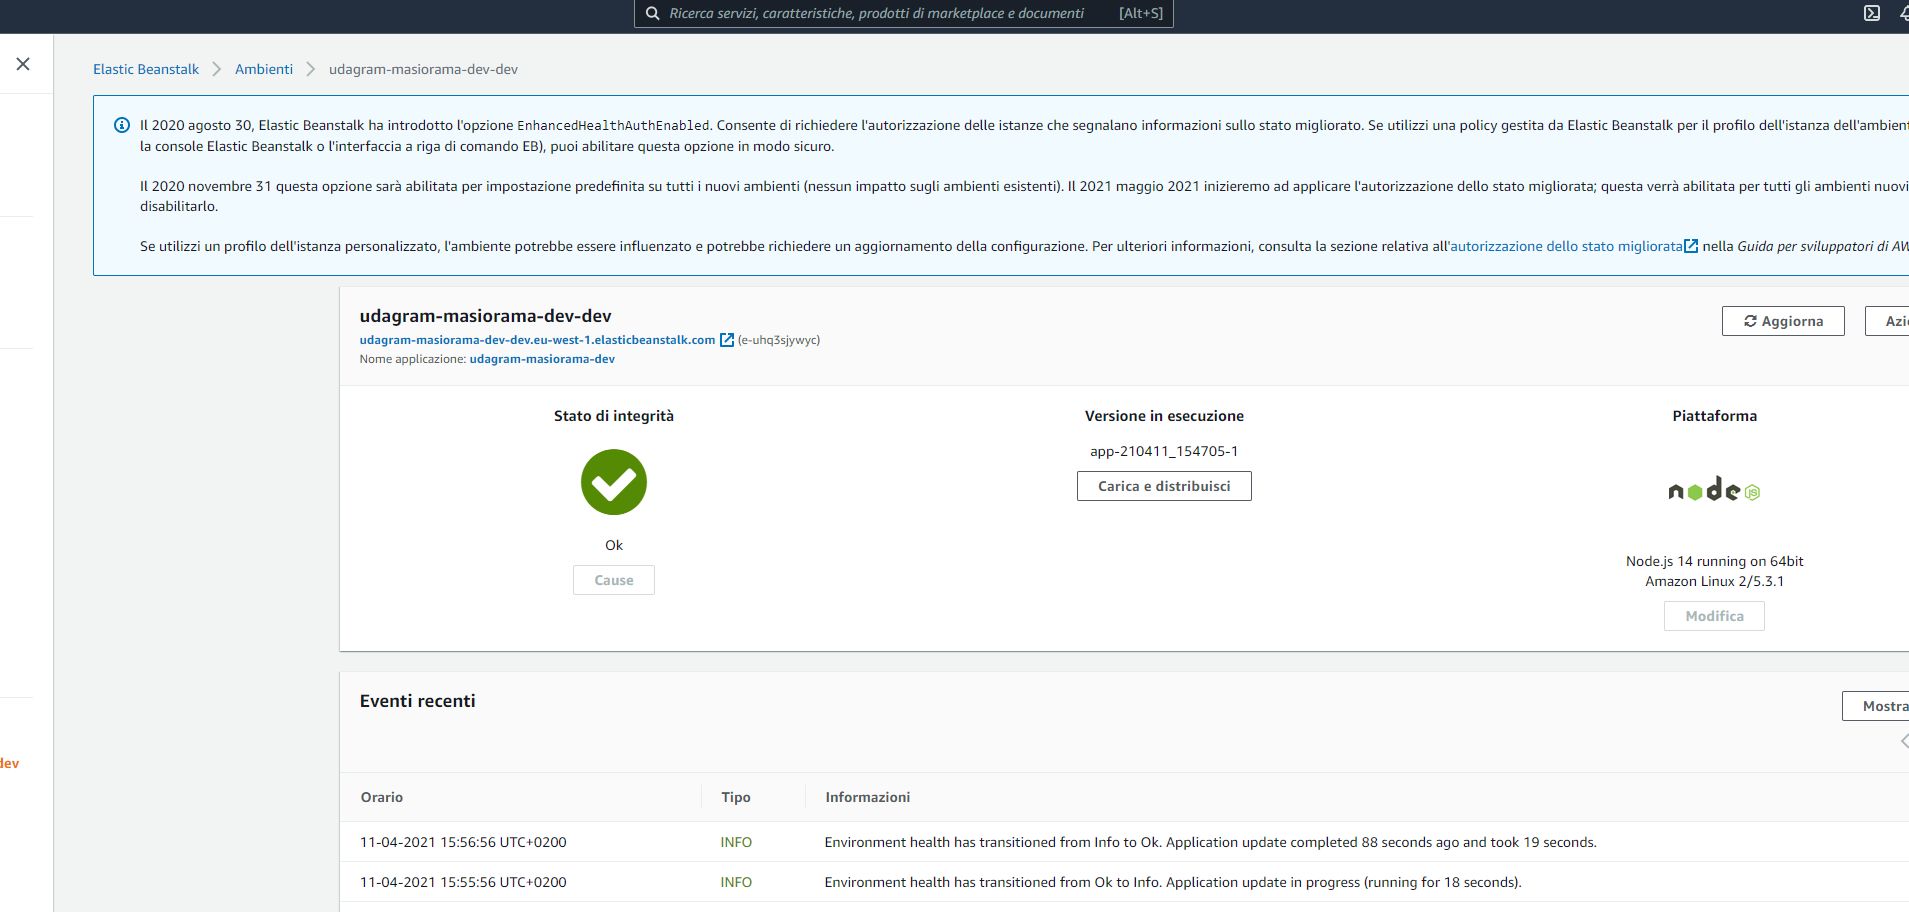 Ricerca servizi, caratteristiche, prodotti di marketplace e documenti [Alt+S]
Elastic Beanstalk > Ambienti > udagram-masiorama-dev-dev
Il 2020 agosto 30, Elastic Beanstalk ha introdotto l'opzione EnhancedHealthAuthEnabled. Consente di richiedere l'autorizzazione delle istanze che segnalano informazioni sullo stato migliorato. Se utilizzi una policy gestita da Elastic Beanstalk per il profilo dell'istanza dell'ambient
la console Elastic Beanstalk o l'interfaccia a riga di comando EB), puoi abilitare questa opzione in modo sicuro.
Il 2020 novembre 31 questa opzione sarà abilitata per impostazione predefinita su tutti i nuovi ambienti (nessun impatto sugli ambienti esistenti). Il 2021 maggio 2021 inizieremo ad applicare l'autorizzazione dello stato migliorata; questa verrà abilitata per tutti gli ambienti nuovi
disabilitarlo.
Se utilizzi un profilo dell'istanza personalizzato, l'ambiente potrebbe essere influenzato e potrebbe richiedere un aggiornamento della configurazione. Per ulteriori informazioni, consulta la sezione relativa all'autorizzazione dello stato migliorata nella Guida per sviluppatori di AW
udagram-masiorama-dev-dev
udagram-masiorama-dev-dev.eu-west-1.elasticbeanstalk.com (e-uhq3sjywyc)
Nome applicazione: udagram-masiorama-dev
Aggiorna
Azi
Stato di integrità
Ok
Cause
Versione in esecuzione
app-210411_154705-1
Carica e distribuisci
Piattaforma
node JS
Node.js 14 running on 64bit
Amazon Linux 2/5.3.1
Modifica
Eventi recenti
Mostra
dev
Orario Tipo Informazioni
11-04-2021 15:56:56 UTC+0200 INFO Environment health has transitioned from Info to Ok. Application update completed 88 seconds ago and took 19 seconds.
11-04-2021 15:55:56 UTC+0200 INFO Environment health has transitioned from Ok to Info. Application update in progress (running for 18 seconds).